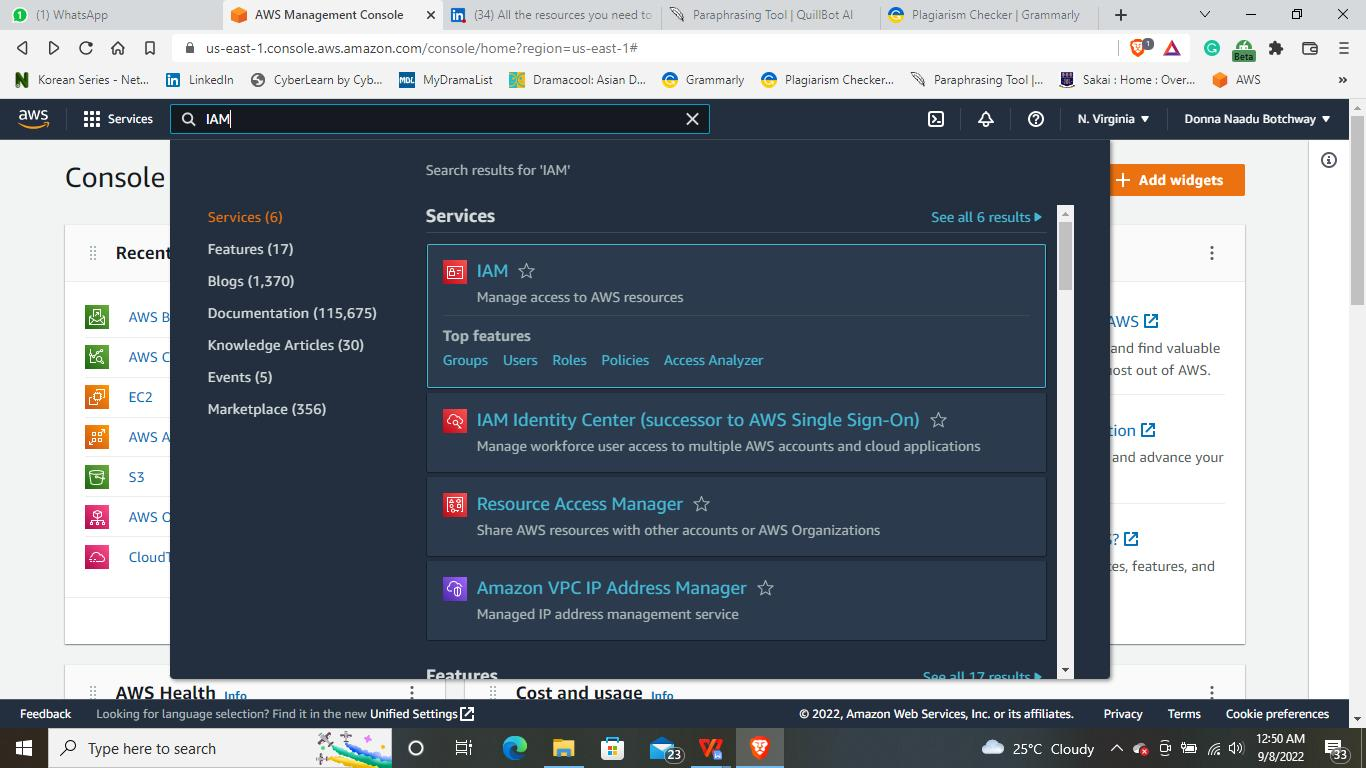 (1) WhatsApp
AWS Management Console
(34) All the resources you need to
Paraphrasing Tool | QuillBot AI
Plagiarism Checker | Grammarly
us-east-1.console.aws.amazon.com/console/home?region=us-east-1#
1
Beta
Korean Series - Net...
LinkedIn
CyberLearn by Cyb...
MDL MyDramaList
Dramacool: Asian D...
Grammarly
Plagiarism Checker...
Paraphrasing Tool |...
Sakai : Home : Over...
AWS
»
aws
Services
IAM
N. Virginia
Donna Naadu Botchway
Console
Add widgets
Search results for 'IAM'
Services (6)
Features (17)
Blogs (1,370)
Documentation (115,675)
Knowledge Articles (30)
Events (5)
Marketplace (356)
Services
See all 6 results
IAM
Manage access to AWS resources
Top features
Groups Users Roles Policies Access Analyzer
IAM Identity Center (successor to AWS Single Sign-On)
Manage workforce user access to multiple AWS accounts and cloud applications
Resource Access Manager
Share AWS resources with other accounts or AWS Organizations
Amazon VPC IP Address Manager
Managed IP address management service
Features
See all 17 results
Recent
AWS B
AWS C
EC2
AWS A
S3
AWS O
CloudT
AWS
and find valuable
ost out of AWS.
tion
and advance your
S?
ces, features, and
AWS Health Info
Cost and usage Info
Feedback
Looking for language selection? Find it in the new Unified Settings
© 2022, Amazon Web Services, Inc. or its affiliates.
Privacy
Terms
Cookie preferences
Type here to search
23
25°C Cloudy
12:50 AM
9/8/2022
33